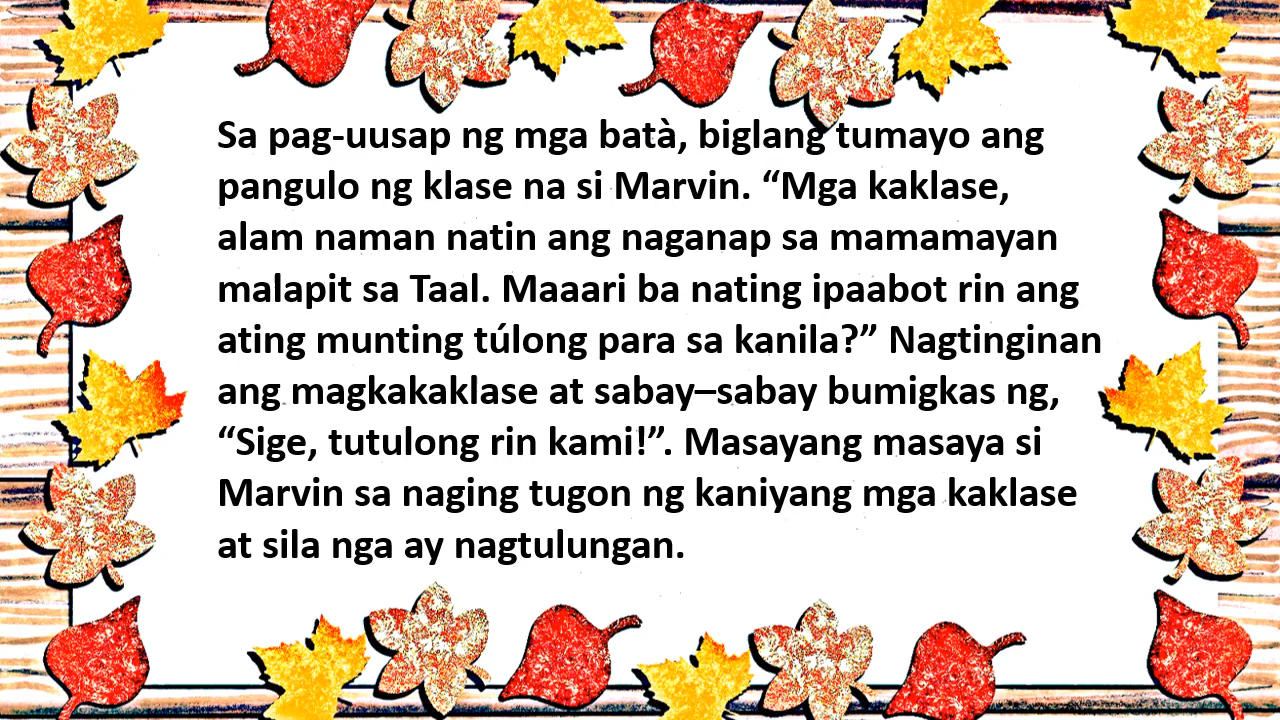 Sa pag-uusap ng mga batà, biglang tumayo ang
pangulo ng klase na si Marvin. “Mga kaklase,
alam naman natin ang naganap sa mamamayan
malapit sa Taal. Maaari ba nating ipaabot rin ang
ating munting túlong para sa kanila?” Nagtinginan
ang magkakaklase at sabay–sabay bumigkas ng,
“Sige, tutulong rin kami!”. Masayang masaya si
Marvin sa naging tugon ng kaniyang mga kaklase
at sila nga ay nagtulungan.